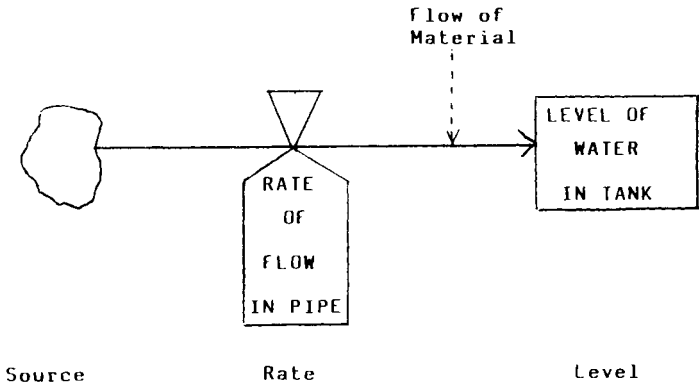 Flow of
Material
LEVEL OF
WATER
IN TANK
RATE
OF
FLOW
IN PIPE
Source Rate Level